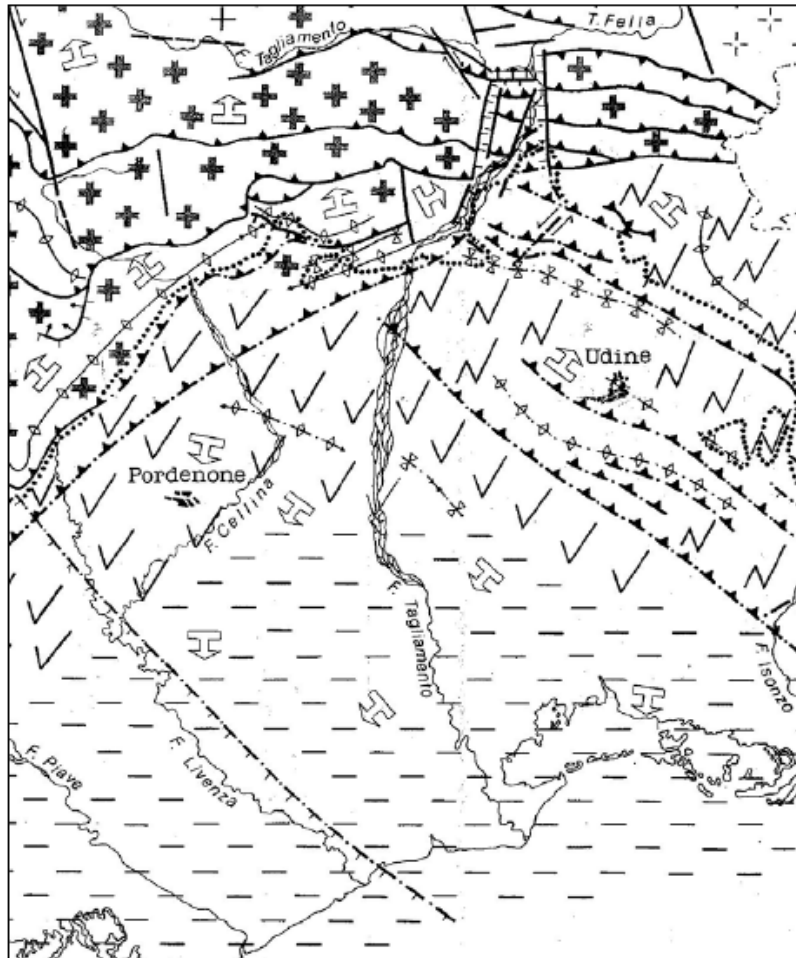 F. Tagliamento
T. Fella
Udine
Pordenone
F. Cellina
F. Tagliamento
F. Isonzo
F. Livenza
F. Piave